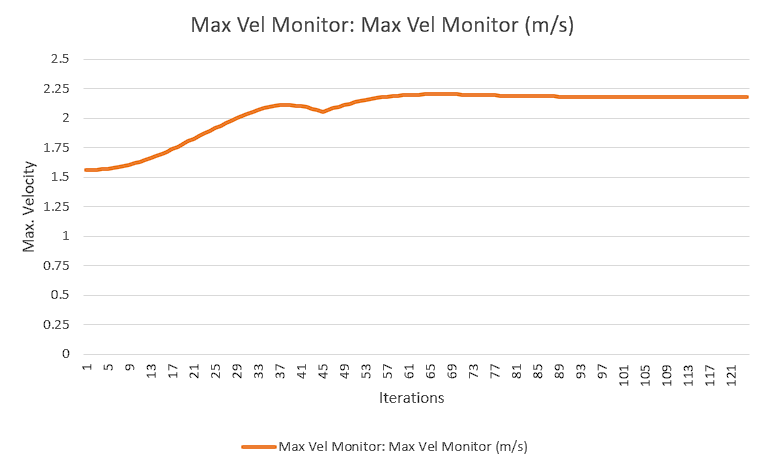 Max Vel Monitor: Max Vel Monitor (m/s)
2.5
2.25
2
1.75
1.5
1.25
1
0.75
0.5
0.25
0
Max. Velocity
1 5 9 13 17 21 25 29 33 37 41 45 49 53 57 61 65 69 73 77 81 85 89 93 97 101 105 109 113 117 121
Iterations
Max Vel Monitor: Max Vel Monitor (m/s)